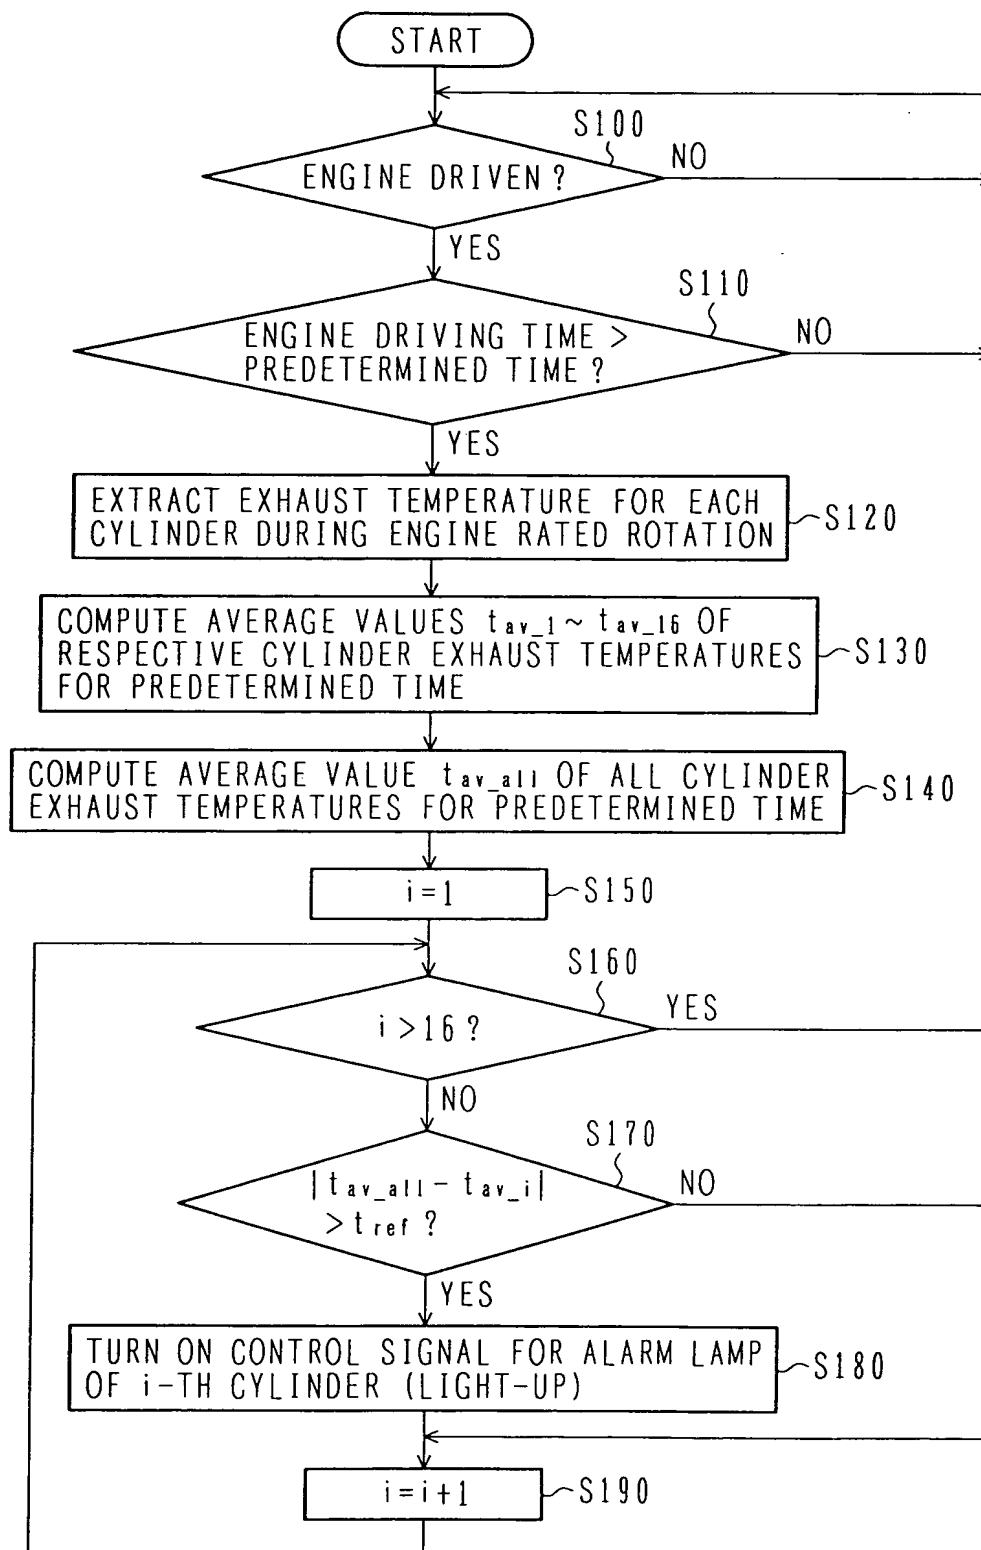 START
S100
ENGINE DRIVEN ?
NO
YES
S110
ENGINE DRIVING TIME >
PREDETERMINED TIME ?
NO
YES
EXTRACT EXHAUST TEMPERATURE FOR EACH
CYLINDER DURING ENGINE RATED ROTATION
S120
COMPUTE AVERAGE VALUES tav_1 ~ tav_16 OF
RESPECTIVE CYLINDER EXHAUST TEMPERATURES
FOR PREDETERMINED TIME
S130
COMPUTE AVERAGE VALUE tav_all OF ALL CYLINDER
EXHAUST TEMPERATURES FOR PREDETERMINED TIME
S140
i=1
S150
S160
i>16 ?
YES
NO
S170
|tav_all - tav_i|
> tref ?
NO
YES
TURN ON CONTROL SIGNAL FOR ALARM LAMP
OF i-TH CYLINDER (LIGHT-UP)
S180
i=i+1
S190